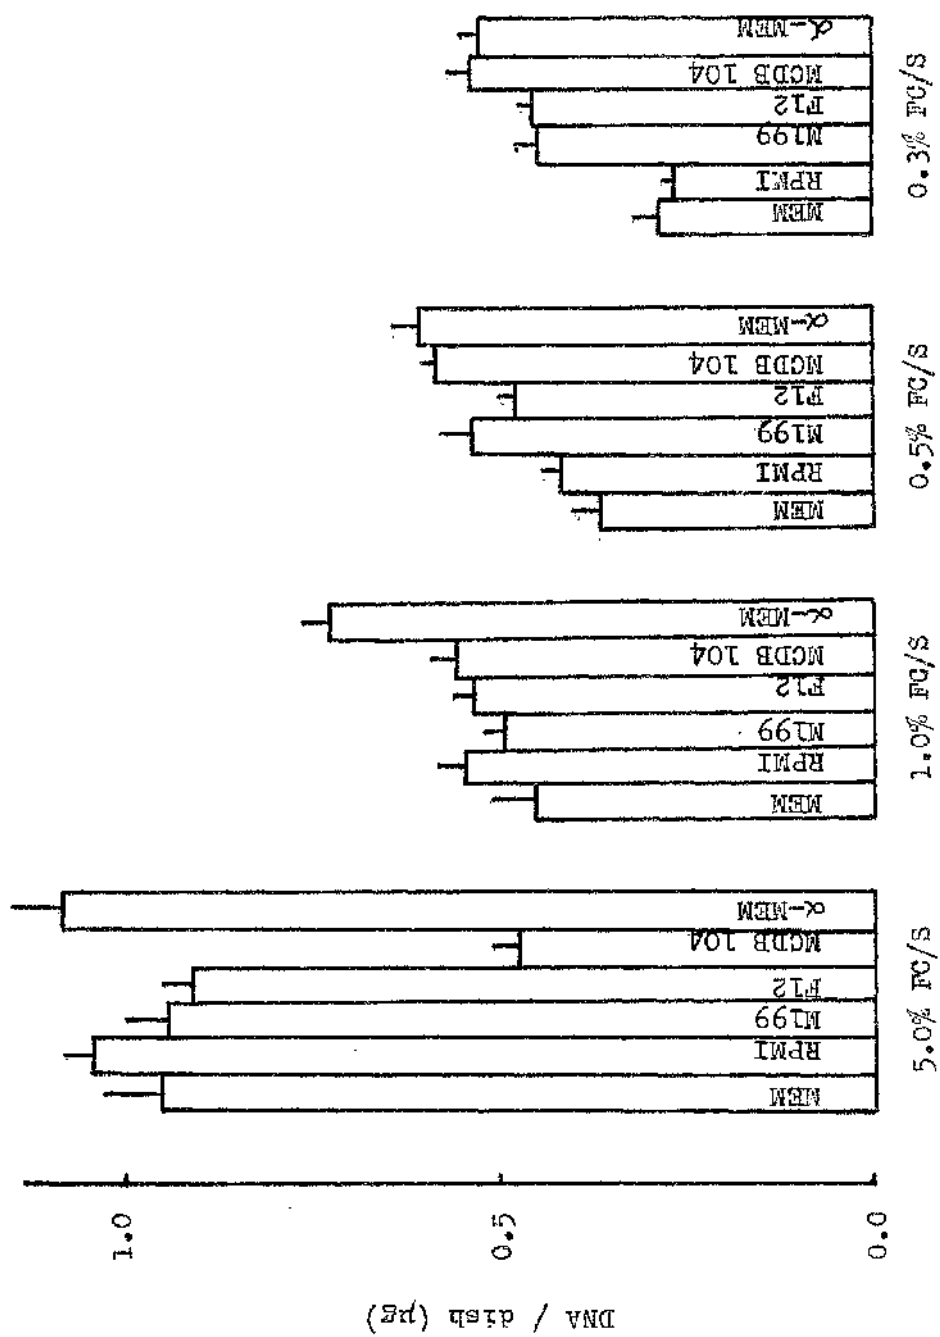 DNA / dish (µg)
1.0
0.5
0.0
MEM
RPMI
M199
F12
MCDB 104
α-MEM
5.0% FC/S
MEM
RPMI
M199
F12
MCDB 104
α-MEM
1.0% FC/S
MEM
RPMI
M199
F12
MCDB 104
α-MEM
0.5% FC/S
MEM
RPMI
M199
F12
MCDB 104
α-MEM
0.3% FC/S